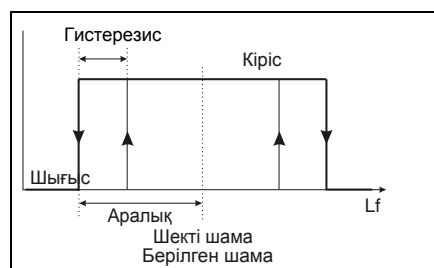 Гистерезис
Кіріс
Шығыс
Аралық
Lf
Шекті шама
Берілген шама